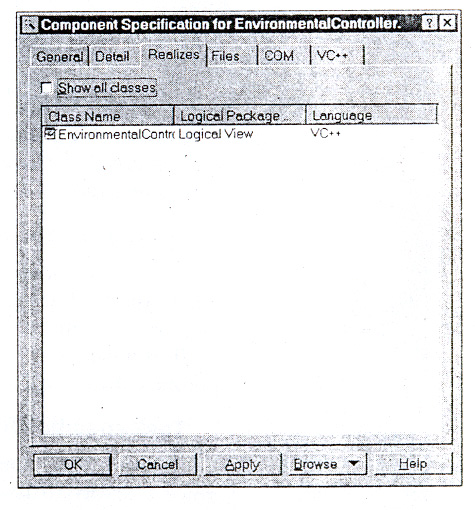 Component Specification for EnvironmentalController. ? X
General Detail Realizes Files COM VC++
Show all classes
Class Name Logical Package.. Language
EnvironmentalContr Logical View VC++
OK Cancel Apply Browse Help